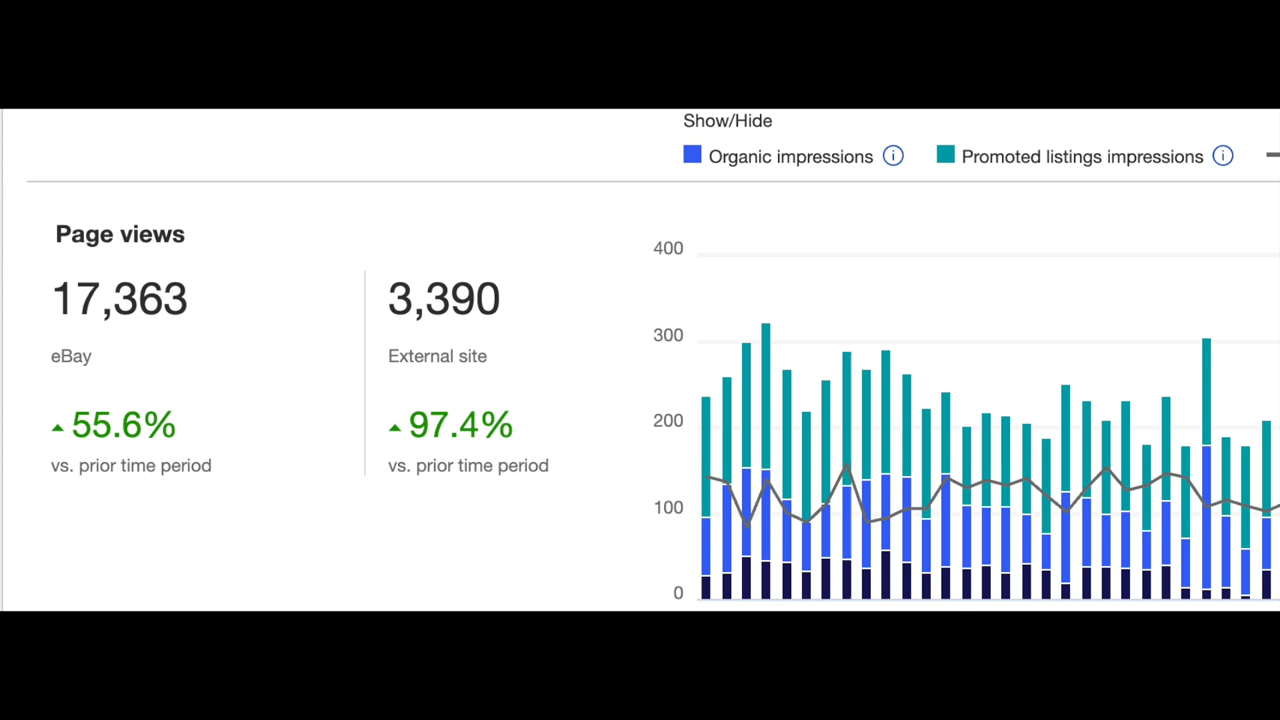 Show/Hide
Organic impressions
Promoted listings impressions
Page views
17,363
3,390
eBay
External site
55.6%
97.4%
vs. prior time period
vs. prior time period
400
300
200
100
0